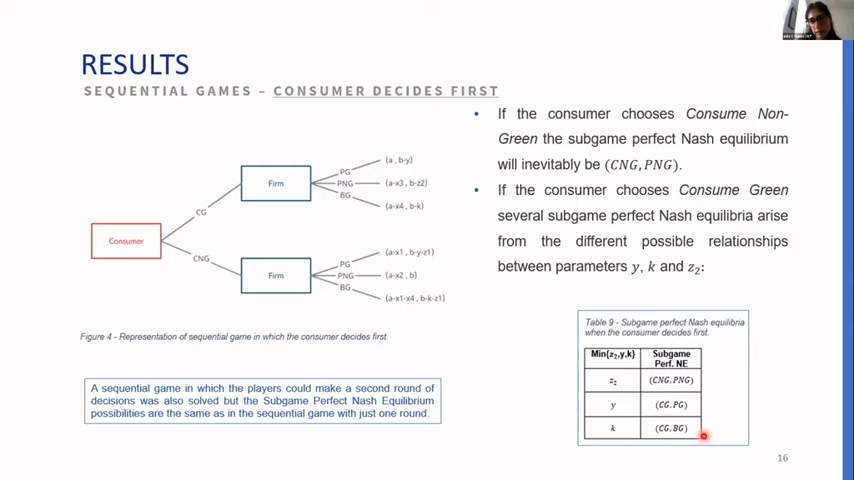 RESULTS
SEQUENTIAL GAMES – CONSUMER DECIDES FIRST
Consumer
CG
CNG
Firm
PG
PNG
BG
(a , b-y)
(a-x3 , b-z2)
(a-x4 , b-k)
Firm
PG
PNG
BG
(a-x1 , b-y-z1)
(a-x2 , b)
(a-x1-x4 , b-k-z1)
Figure 4 - Representation of sequential game in which the consumer decides first.
A sequential game in which the players could make a second round of
decisions was also solved but the Subgame Perfect Nash Equilibrium
possibilities are the same as in the sequential game with just one round.
• If the consumer chooses Consume Non-
Green the subgame perfect Nash equilibrium
will inevitably be (CNG, PNG).
• If the consumer chooses Consume Green
several subgame perfect Nash equilibria arise
from the different possible relationships
between parameters y, k and z₂:
Table 9 - Subgame perfect Nash equilibria
when the consumer decides first.
Min{z₂,y,k) Subgame
Perf. NE
z₂ (CNG.PNG)
y (CG.PG)
k (CG.BG)
16